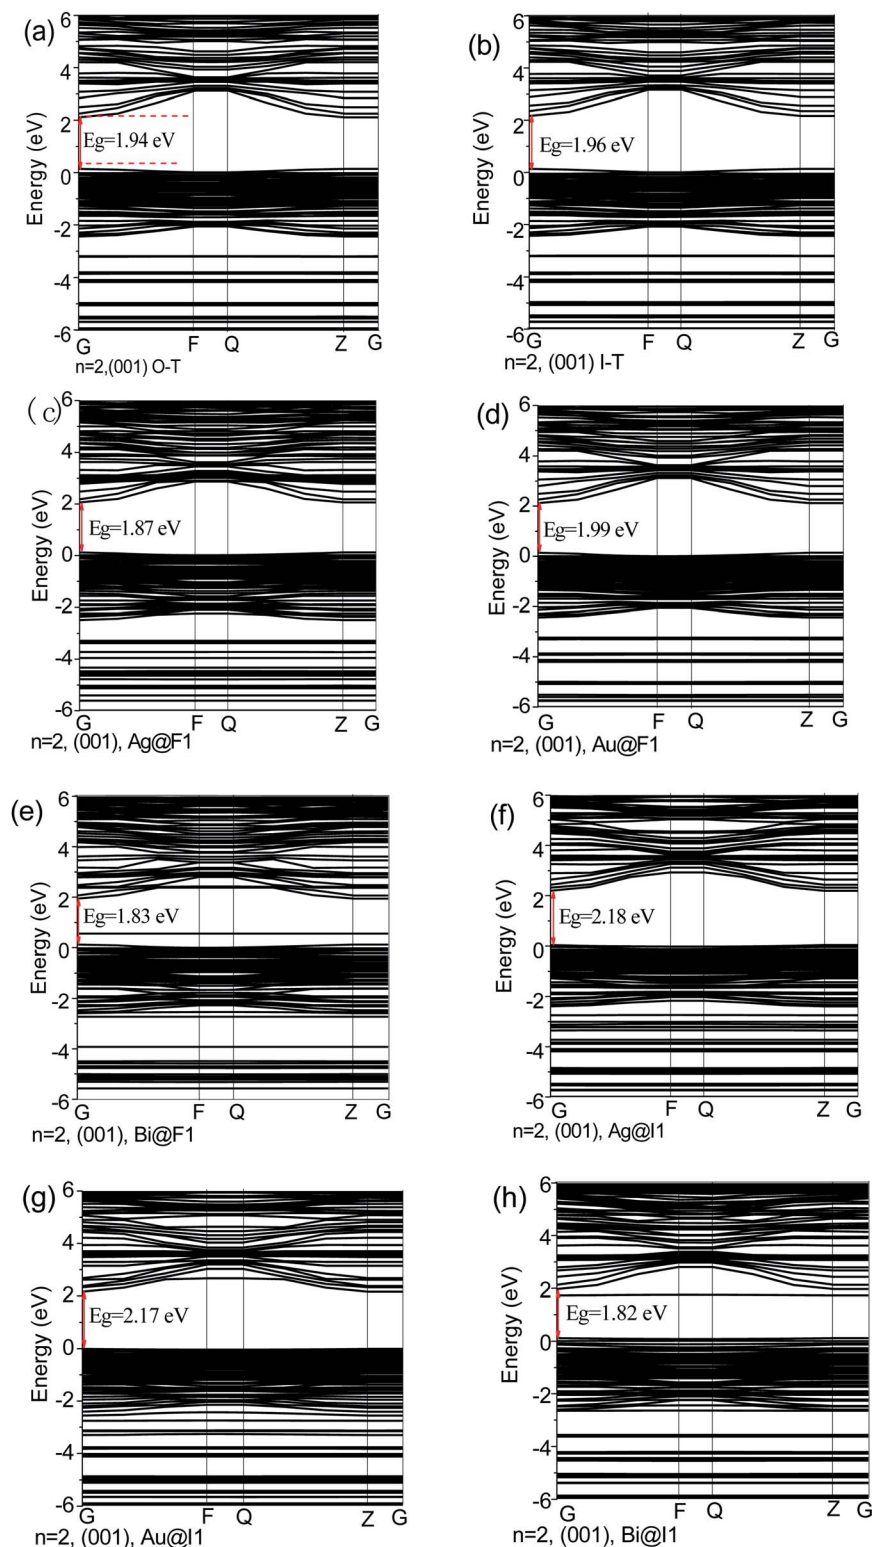 (a)
6
4
2
0
-2
-4
-6
Energy (eV)
Eg=1.94 eV
G F Q Z G
n=2,(001) O-T
(b)
6
4
2
0
-2
-4
-6
Energy (eV)
Eg=1.96 eV
G F Q Z G
n=2, (001) I-T
(c)
6
4
2
0
-2
-4
-6
Energy (eV)
Eg=1.87 eV
G F Q Z G
n=2, (001), Ag@F1
(d)
6
4
2
0
-2
-4
-6
Energy (eV)
Eg=1.99 eV
G F Q Z G
n=2, (001), Au@F1
(e)
6
4
2
0
-2
-4
-6
Energy (eV)
Eg=1.83 eV
G F Q Z G
n=2, (001), Bi@F1
(f)
6
4
2
0
-2
-4
-6
Energy (eV)
Eg=2.18 eV
G F Q Z G
n=2, (001), Ag@I1
(g)
6
4
2
0
-2
-4
-6
Energy (eV)
Eg=2.17 eV
G F Q Z G
n=2, (001), Au@I1
(h)
6
4
2
0
-2
-4
-6
Energy (eV)
Eg=1.82 eV
G F Q Z G
n=2, (001), Bi@I1